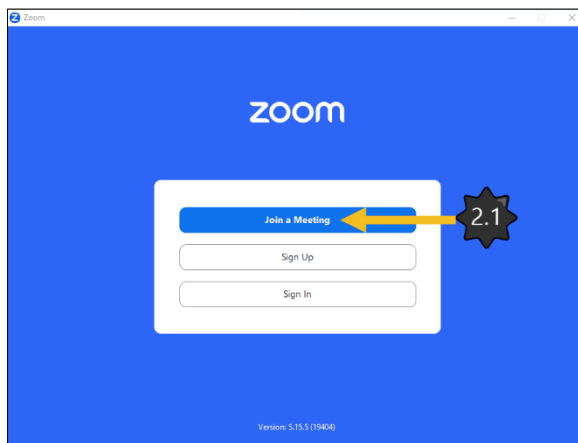 Zoom
zoom
Join a Meeting
2.1
Sign Up
Sign In
Version: 5.15.5 (19404)